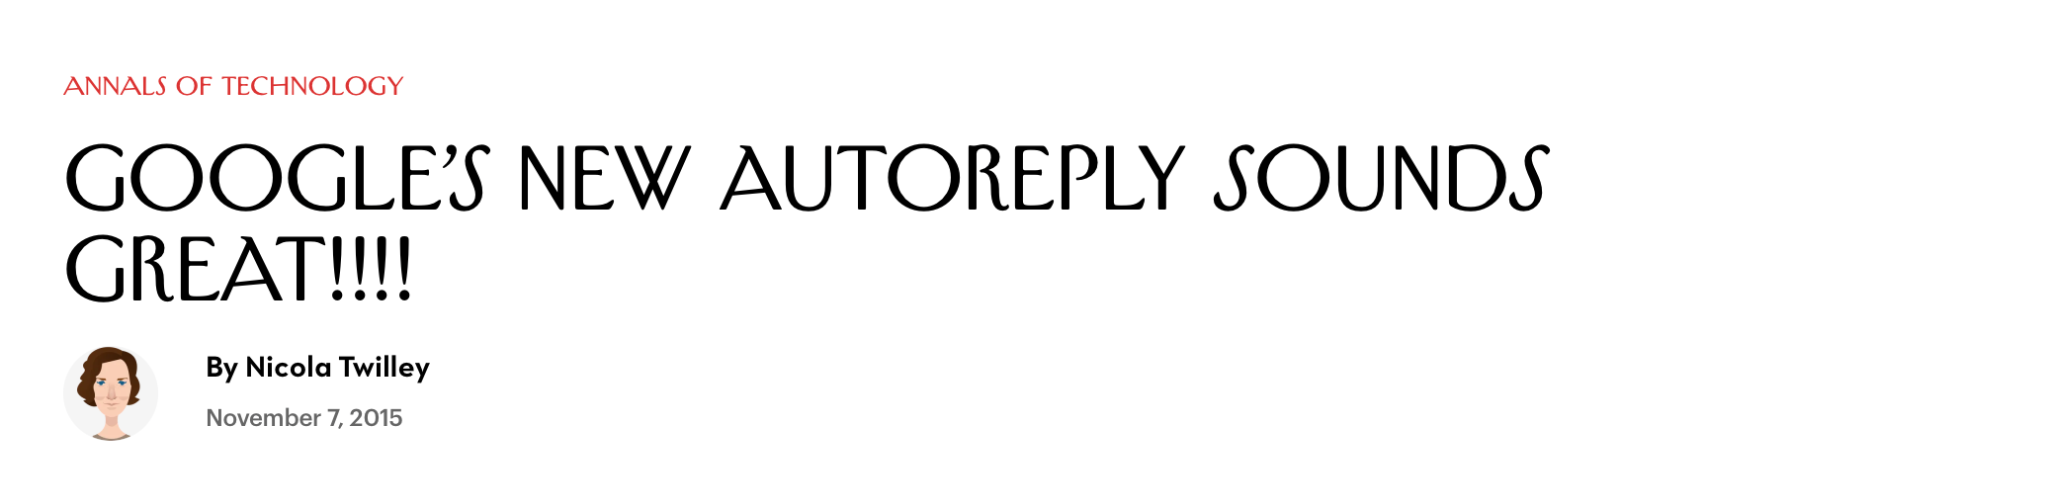 ANNALS OF TECHNOLOGY
GOOGLE’S NEW AUTOREPLY SOUNDS
GREAT!!!!
By Nicola Twilley
November 7, 2015